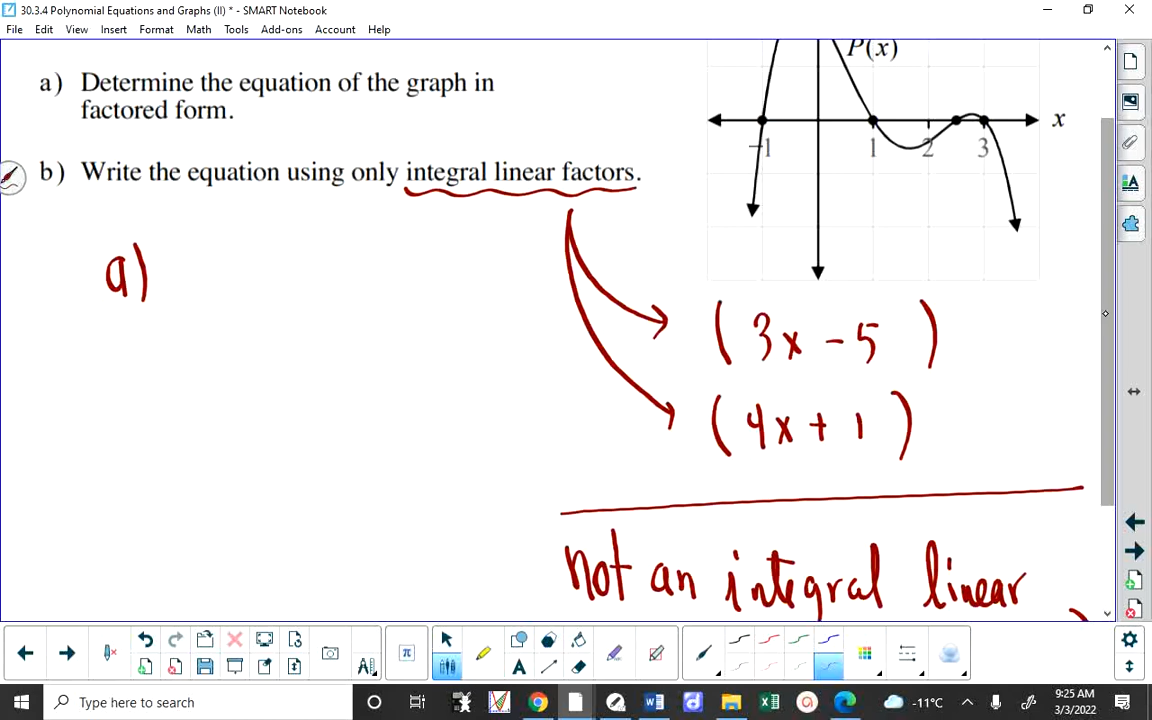 30.3.4 Polynomial Equations and Graphs (II) * - SMART Notebook
File Edit View Insert Format Math Tools Add-ons Account Help
P(x)
a) Determine the equation of the graph in
factored form.
x
-1 1 2 3
b) Write the equation using only integral linear factors.
a)
( 3x - 5 )
( 4x + 1 )
not an integral linear
π
A
Type here to search
-11°C
9:25 AM
3/3/2022